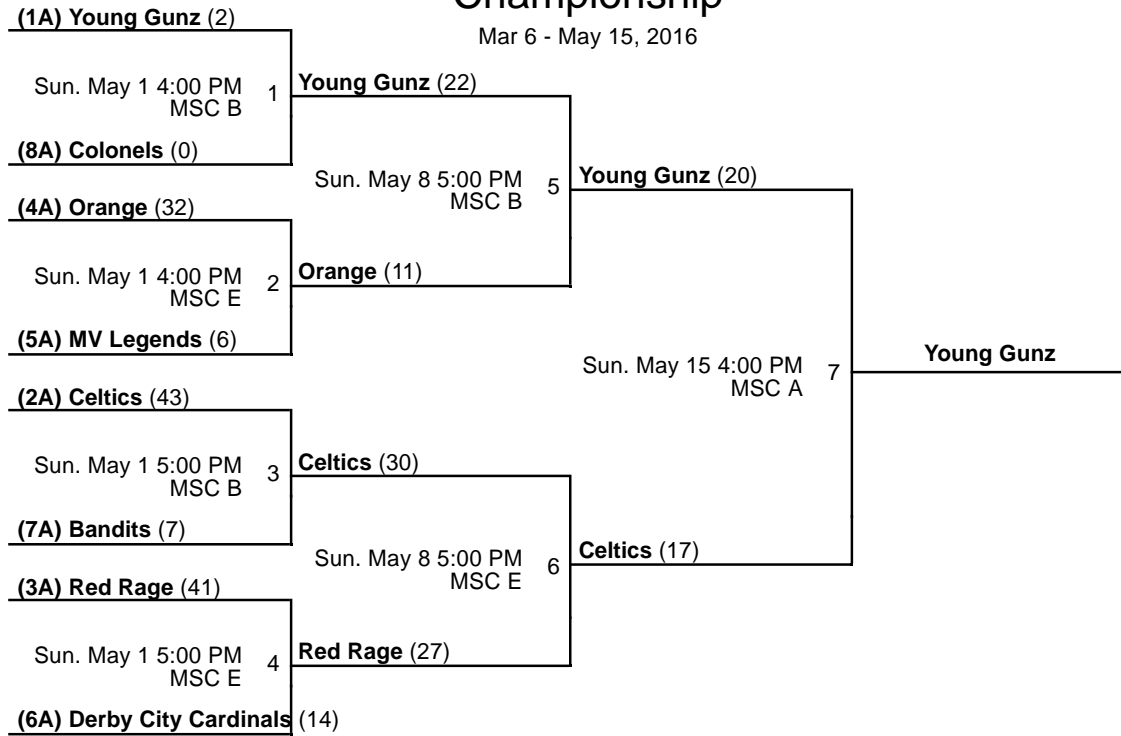 Championship
Mar 6 - May 15, 2016
(1A) Young Gunz (2)
Sun. May 1 4:00 PM
MSC B
1
(8A) Colonels (0)
Young Gunz (22)
(4A) Orange (32)
Sun. May 1 4:00 PM
MSC E
2
(5A) MV Legends (6)
Orange (11)
Sun. May 8 5:00 PM
MSC B
5
Young Gunz (20)
(2A) Celtics (43)
Sun. May 1 5:00 PM
MSC B
3
(7A) Bandits (7)
Celtics (30)
(3A) Red Rage (41)
Sun. May 1 5:00 PM
MSC E
4
(6A) Derby City Cardinals (14)
Red Rage (27)
Sun. May 8 5:00 PM
MSC E
6
Celtics (17)
Sun. May 15 4:00 PM
MSC A
7
Young Gunz